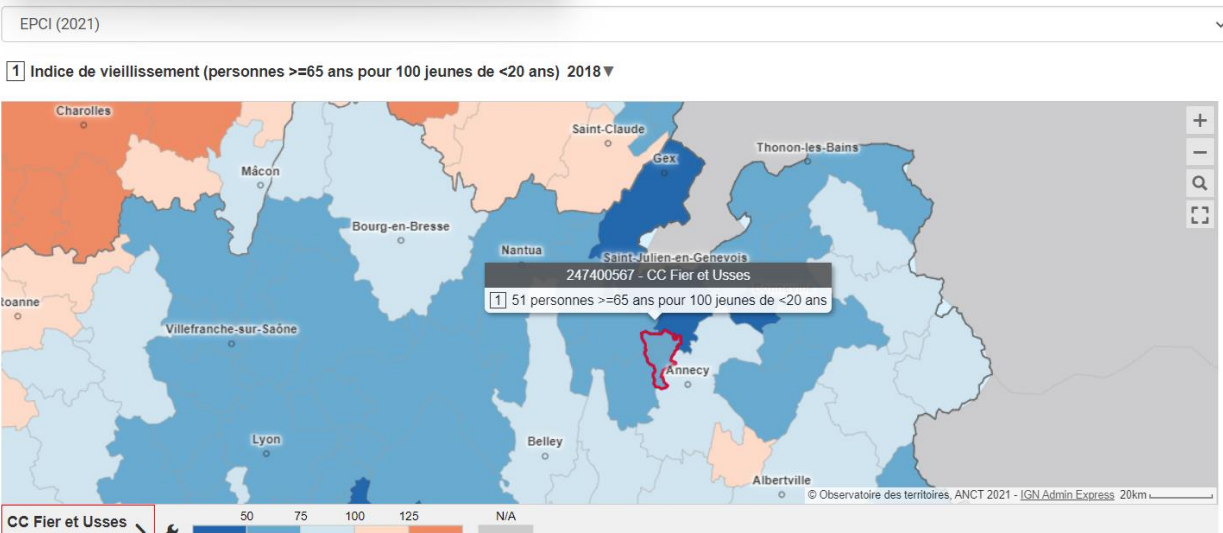 EPCI (2021)
1 Indice de vieillissement (personnes >=65 ans pour 100 jeunes de <20 ans) 2018▼
Charolles
Saint-Claude
Thonon-les-Bains
Gex
Mâcon
Bourg-en-Bresse
Nantua
Saint-Julien-en-Genevois
247400567 - CC Fier et Usses
1 51 personnes >=65 ans pour 100 jeunes de <20 ans
Roanne
Villefranche-sur-Saône
Annecy
Lyon
Belley
Albertville
© Observatoire des territoires, ANCT 2021 - IGN Admin Express 20km
CC Fier et Usses
50 75 100 125 N/A